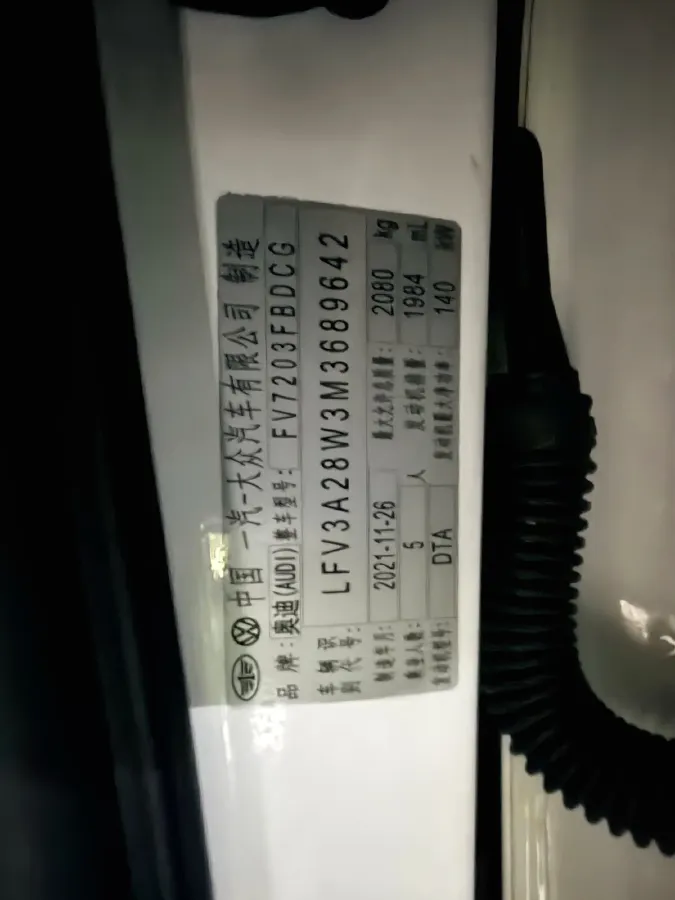 中国 一汽-大众汽车有限公司 制造
品 牌: 奥迪(AUDI) 整车型号: FV7203FBDCG
车辆识别代号: LFV3A28W3M3689642
制造年月: 2021-11-26 最大允许总质量: 2080 kg
乘坐人数: 5 人 发动机排量: 1984 mL
发动机型号: DTA 发动机最大净功率: 140 kW